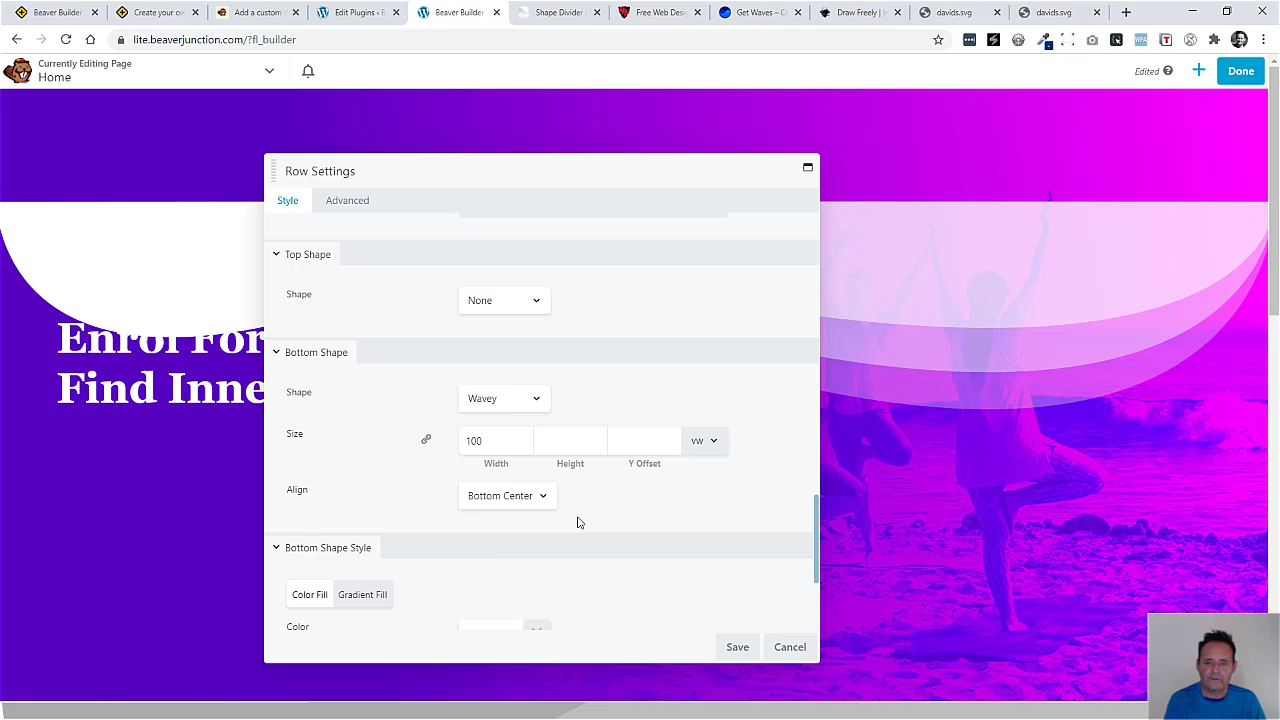 Beaver Builder
Create your ow
Add a custom s
Edit Plugins ‹ B
Beaver Builder
Shape Divider
Free Web Desi
Get Waves – C
Draw Freely | I
davids.svg
davids.svg
lite.beaverjunction.com/?fl_builder
Currently Editing Page
Home
Edited
Done
Enrol For
Find Inne
Row Settings
Style
Advanced
Top Shape
Shape
None
Bottom Shape
Shape
Wavey
Size
100
vw
Width
Height
Y Offset
Align
Bottom Center
Bottom Shape Style
Color Fill
Gradient Fill
Color
Save
Cancel